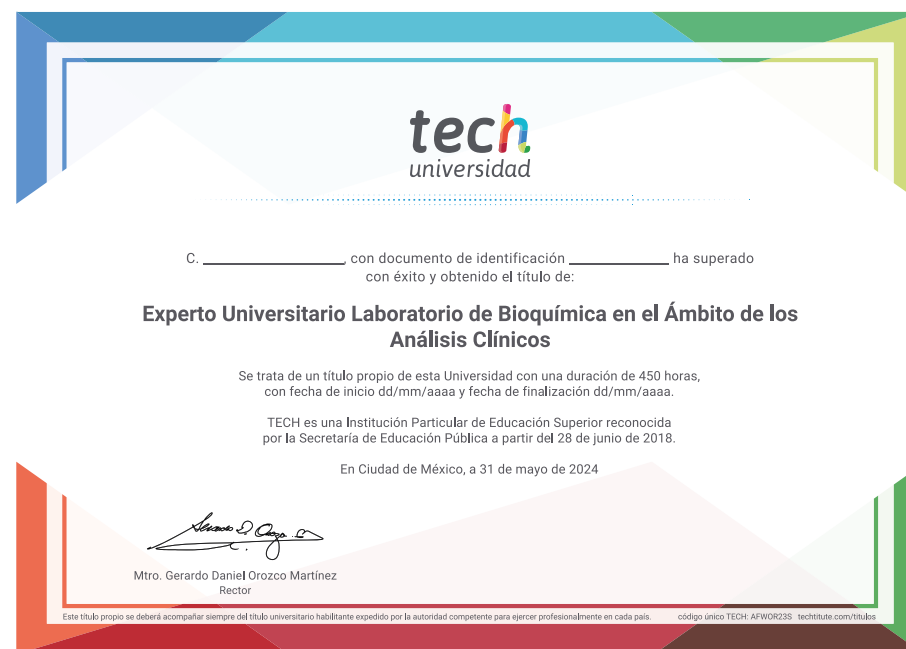 tech
universidad
C. ____________________, con documento de identificación ______________ ha superado
con éxito y obtenido el título de:
Experto Universitario Laboratorio de Bioquímica en el Ámbito de los
Análisis Clínicos
Se trata de un título propio de esta Universidad con una duración de 450 horas,
con fecha de inicio dd/mm/aaaa y fecha de finalización dd/mm/aaaa.
TECH es una Institución Particular de Educación Superior reconocida
por la Secretaría de Educación Pública a partir del 28 de junio de 2018.
En Ciudad de México, a 31 de mayo de 2024
Mtro. Gerardo Daniel Orozco Martínez
Rector
Este título propio se deberá acompañar siempre del título universitario habilitante expedido por la autoridad competente para ejercer profesionalmente en cada país. código único TECH: AFWOR23S techtitute.com/titulos